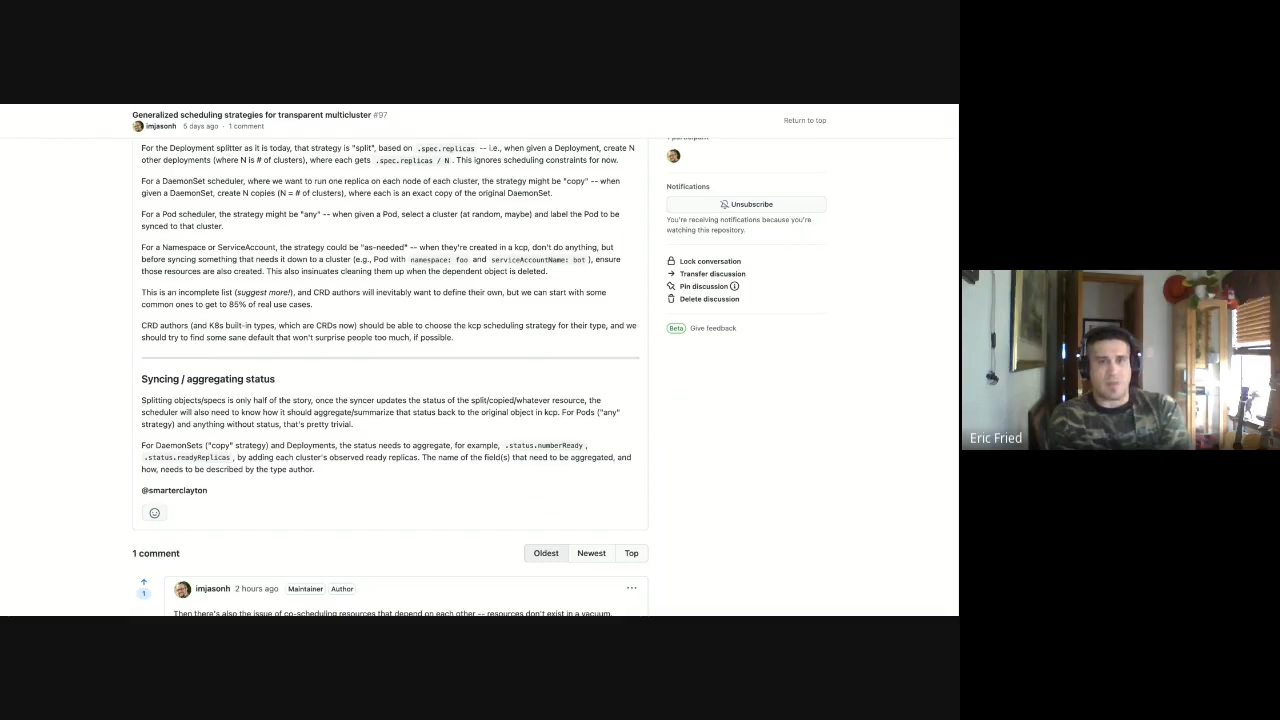 Generalized scheduling strategies for transparent multicluster #97
imjasonh 5 days ago · 1 comment
Return to top
For the Deployment splitter as it is today, that strategy is "split", based on .spec.replicas -- i.e., when given a Deployment, create N
other deployments (where N is # of clusters), where each gets .spec.replicas / N . This ignores scheduling constraints for now.
For a DaemonSet scheduler, where we want to run one replica on each node of each cluster, the strategy might be "copy" -- when
given a DaemonSet, create N copies (N = # of clusters), where each is an exact copy of the original DaemonSet.
For a Pod scheduler, the strategy might be "any" -- when given a Pod, select a cluster (at random, maybe) and label the Pod to be
synced to that cluster.
For a Namespace or ServiceAccount, the strategy could be "as-needed" -- when they're created in a kcp, don't do anything, but
before syncing something that needs it down to a cluster (e.g., Pod with namespace: foo and serviceAccountName: bot ), ensure
those resources are also created. This also insinuates cleaning them up when the dependent object is deleted.
This is an incomplete list (suggest more!), and CRD authors will inevitably want to define their own, but we can start with some
common ones to get to 85% of real use cases.
CRD authors (and K8s built-in types, which are CRDs now) should be able to choose the kcp scheduling strategy for their type, and we
should try to find some sane default that won't surprise people too much, if possible.
Syncing / aggregating status
Splitting objects/specs is only half of the story, once the syncer updates the status of the split/copied/whatever resource, the
scheduler will also need to know how it should aggregate/summarize that status back to the original object in kcp. For Pods ("any"
strategy) and anything without status, that's pretty trivial.
For DaemonSets ("copy" strategy) and Deployments, the status needs to aggregate, for example, .status.numberReady ,
.status.readyReplicas , by adding each cluster's observed ready replicas. The name of the field(s) that need to be aggregated, and
how, needs to be described by the type author.
@smarterclayton
1 comment
Oldest Newest Top
1
imjasonh 2 hours ago Maintainer Author
Then there's also the issue of co-scheduling resources that depend on each other -- resources don't exist in a vacuum.
Notifications
Unsubscribe
You're receiving notifications because you're
watching this repository.
Lock conversation
Transfer discussion
Pin discussion
Delete discussion
Beta Give feedback
Eric Fried